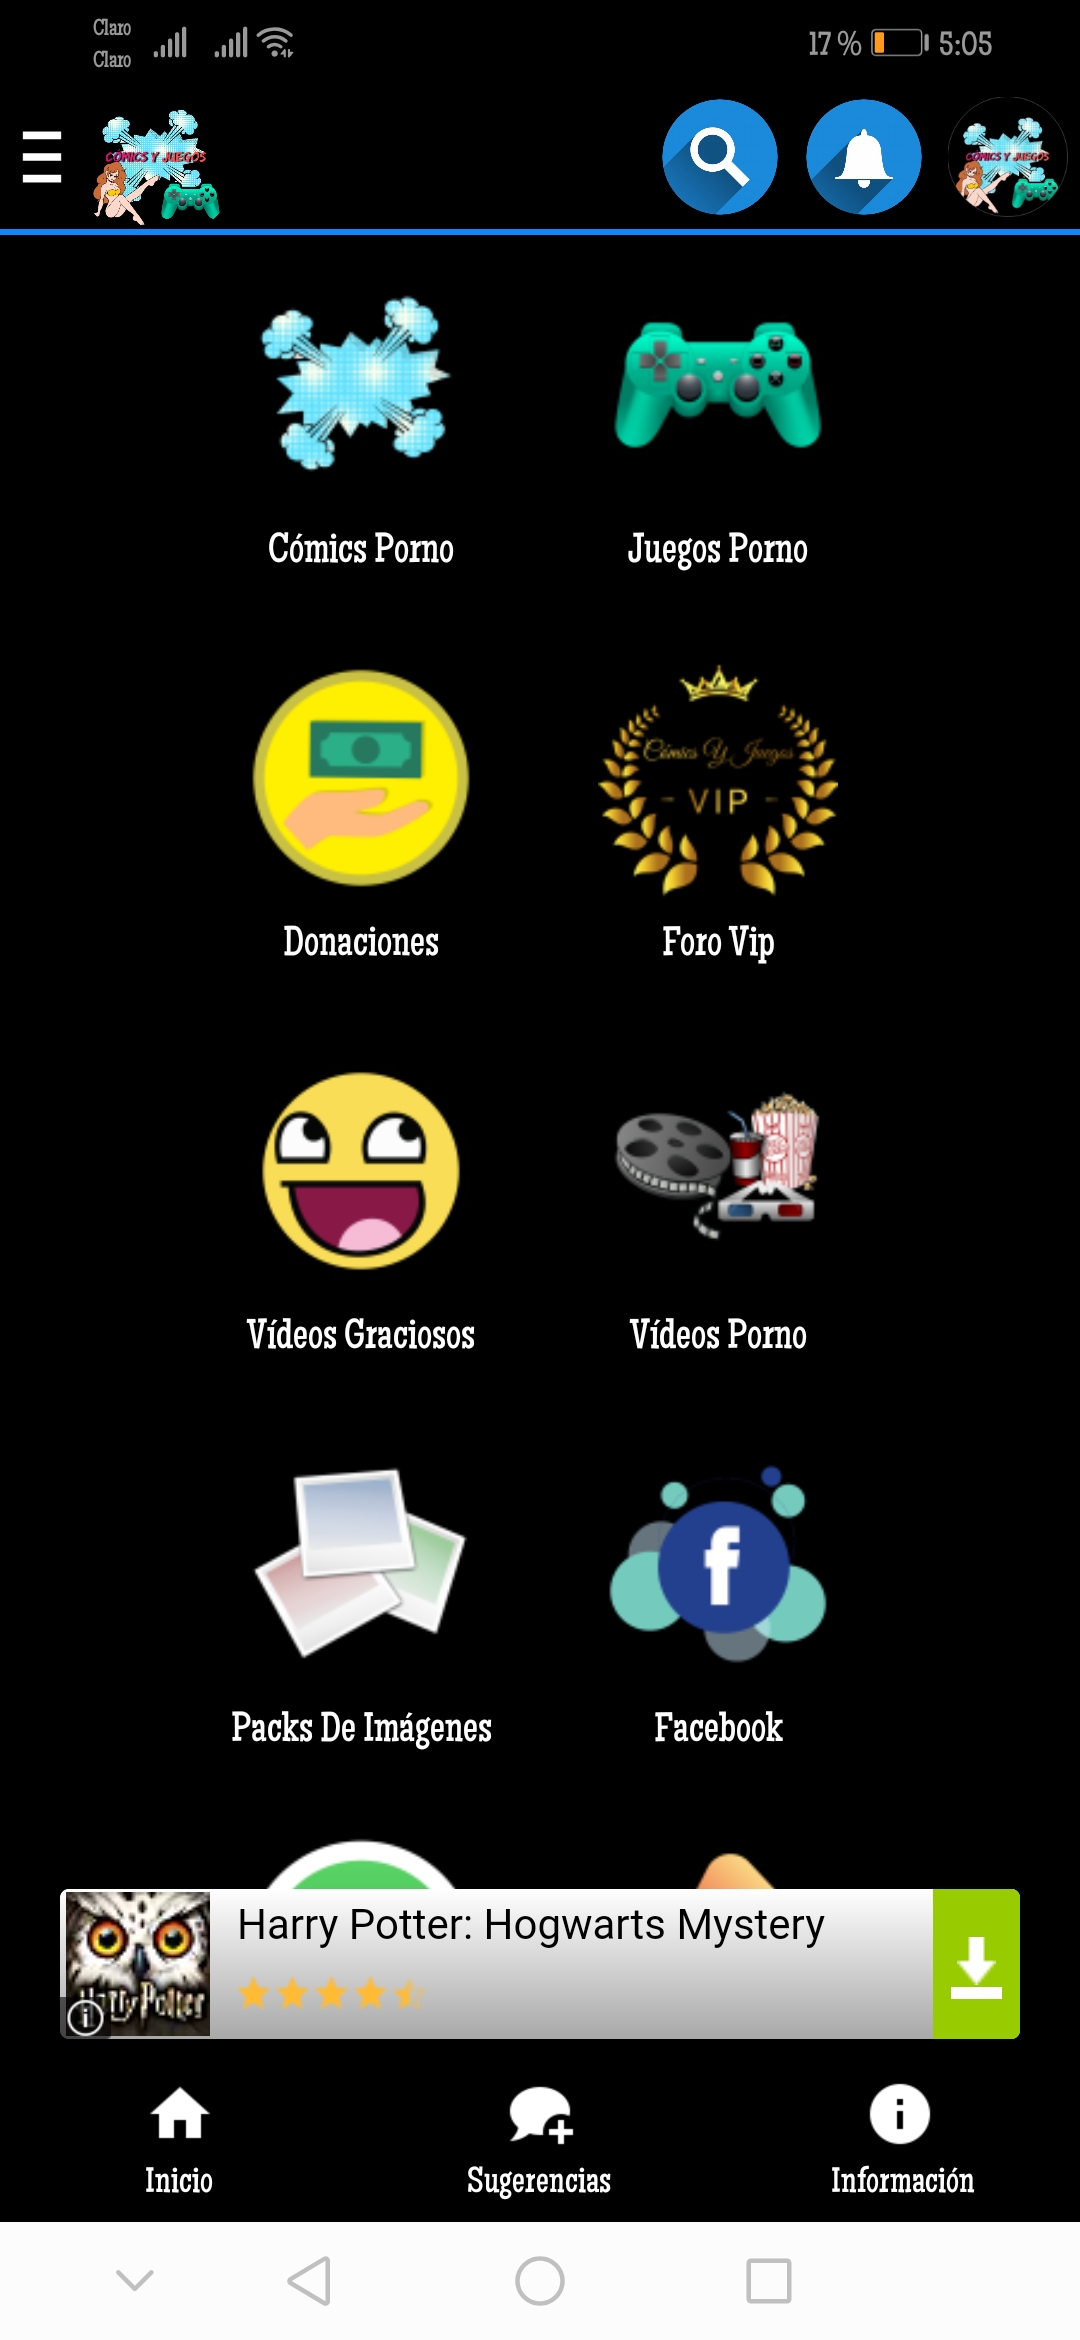 Claro
Claro
17 %
5:05
CÓMICS Y JUEGOS
CÓMICS Y JUEGOS
Cómics Porno
Juegos Porno
Cómics Y Juegos
- VIP -
Donaciones
Foro Vip
Vídeos Graciosos
Vídeos Porno
f
Packs De Imágenes
Facebook
Harry Potter: Hogwarts Mystery
Harry Potter
Inicio
Sugerencias
Información